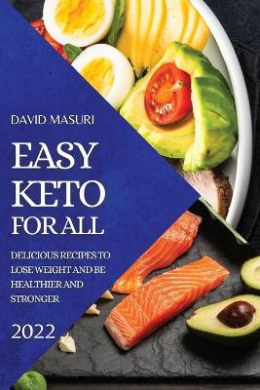 DAVID MASURI
EASY
KETO
FOR ALL
DELICIOUS RECIPES TO
LOSE WEIGHT AND BE
HEALTHIER AND
STRONGER
2022